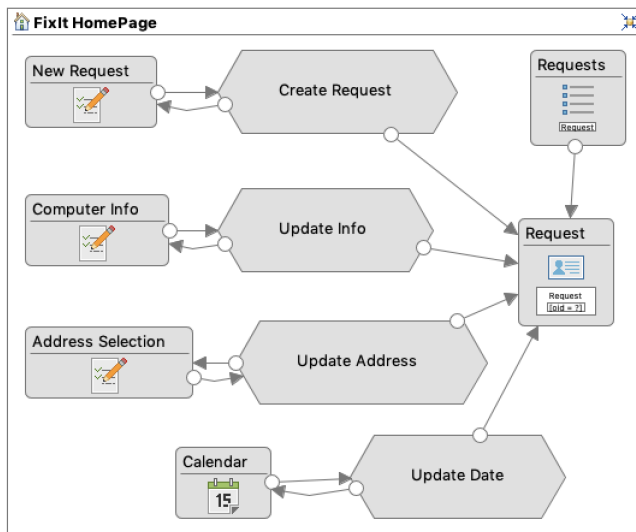 FixIt HomePage
New Request
Create Request
Requests
Request
Computer Info
Update Info
Request
Request
[oid = ?]
Address Selection
Update Address
Calendar
15
Update Date